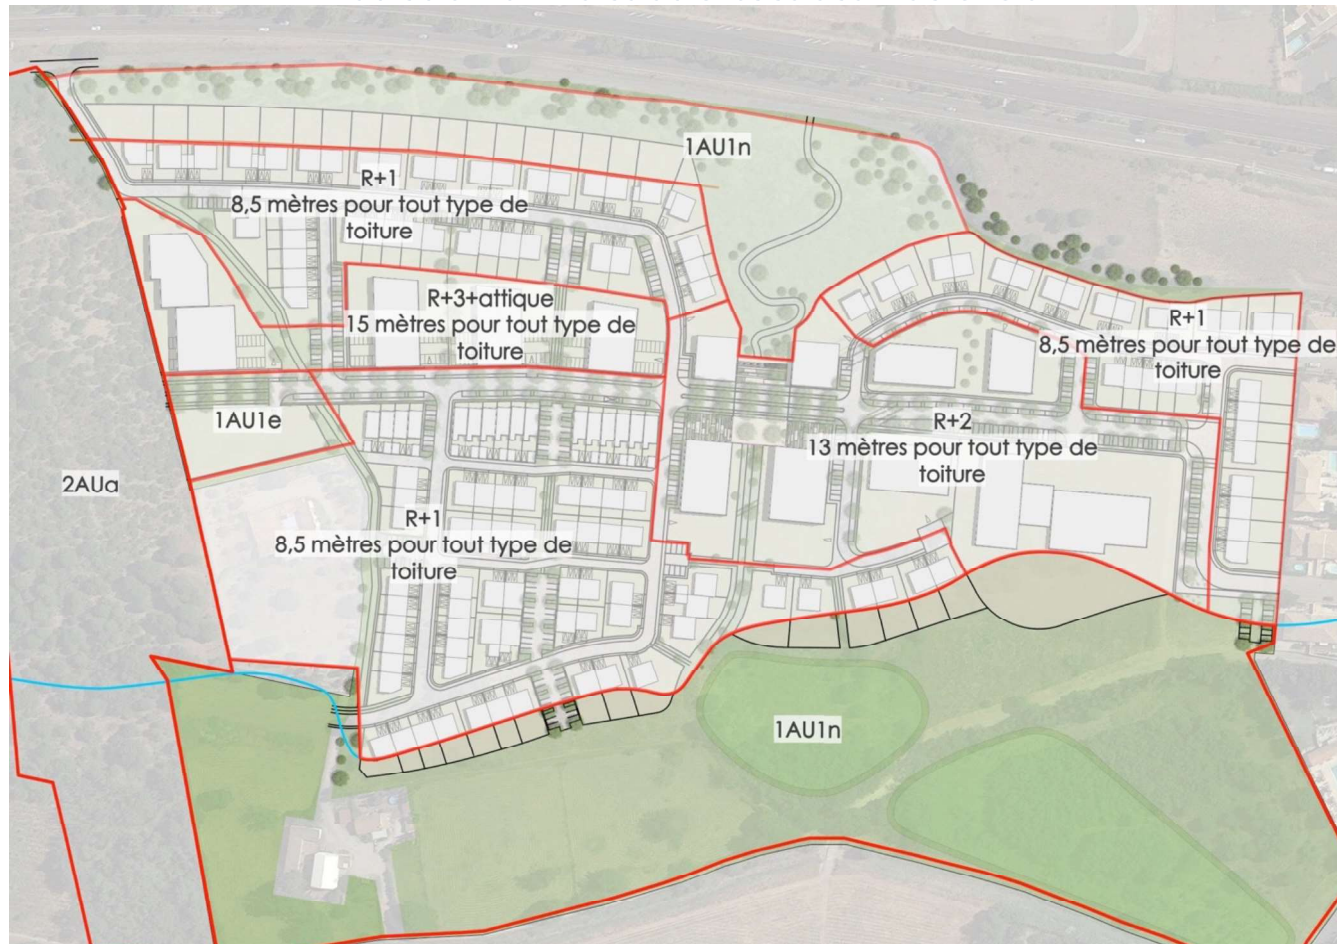 1AU1n
R+1
8,5 mètres pour tout type de
toiture
R+3+attique
15 mètres pour tout type de
toiture
R+1
8,5 mètres pour tout type de
toiture
1AU1e
R+2
13 mètres pour tout type de
toiture
2AUa
R+1
8,5 mètres pour tout type de
toiture
1AU1n